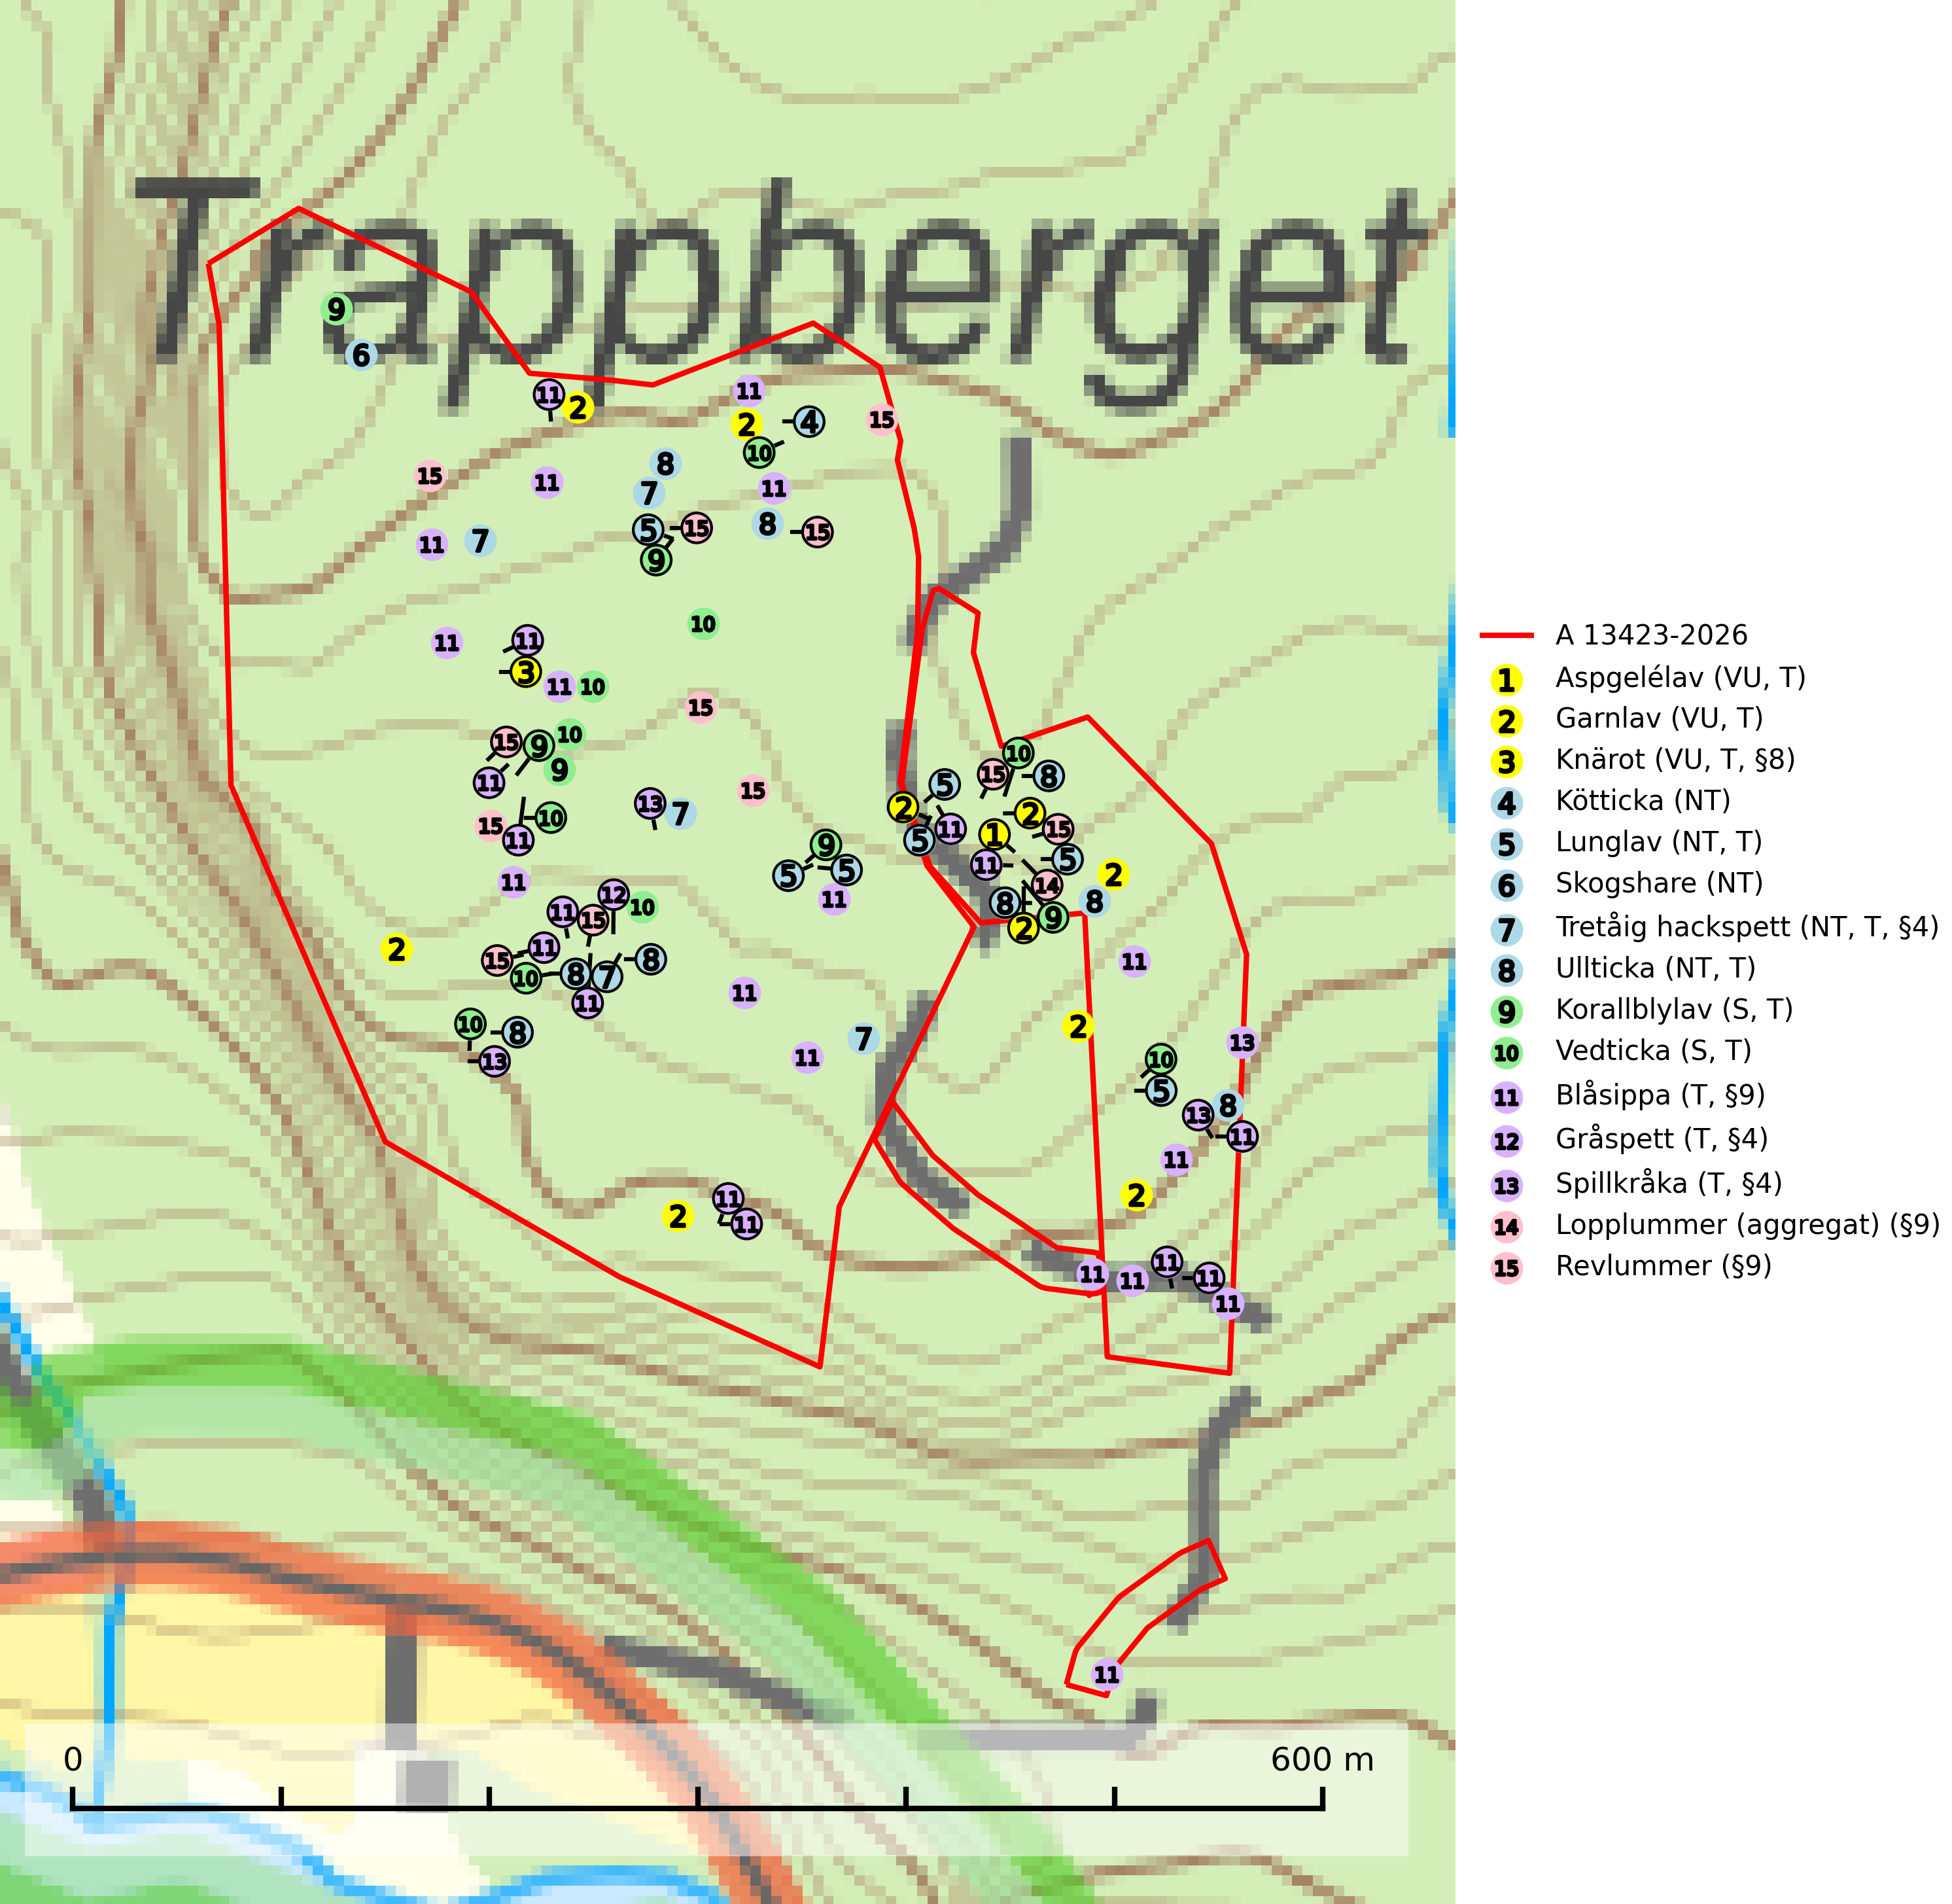 Trappberget
A 13423-2026
1 Aspgelélav (VU, T)
2 Garnlav (VU, T)
3 Knärot (VU, T, §8)
4 Kötticka (NT)
5 Lunglav (NT, T)
6 Skogshare (NT)
7 Tretåig hackspett (NT, T, §4)
8 Ullticka (NT, T)
9 Korallblylav (S, T)
10 Vedticka (S, T)
11 Blåsippa (T, §9)
12 Gråspett (T, §4)
13 Spillkråka (T, §4)
14 Lopplummer (aggregat) (§9)
15 Revlummer (§9)
0 600 m